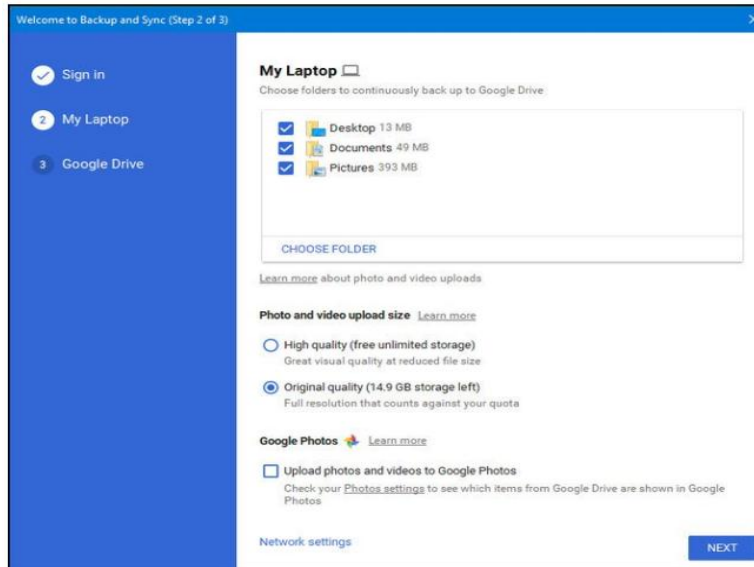 Welcome to Backup and Sync (Step 2 of 3)
Sign in
2 My Laptop
3 Google Drive
My Laptop
Choose folders to continuously back up to Google Drive
Desktop 13 MB
Documents 49 MB
Pictures 393 MB
CHOOSE FOLDER
Learn more about photo and video uploads
Photo and video upload size Learn more
High quality (free unlimited storage)
Great visual quality at reduced file size
Original quality (14.9 GB storage left)
Full resolution that counts against your quota
Google Photos Learn more
Upload photos and videos to Google Photos
Check your Photos settings to see which items from Google Drive are shown in Google
Photos
Network settings
NEXT